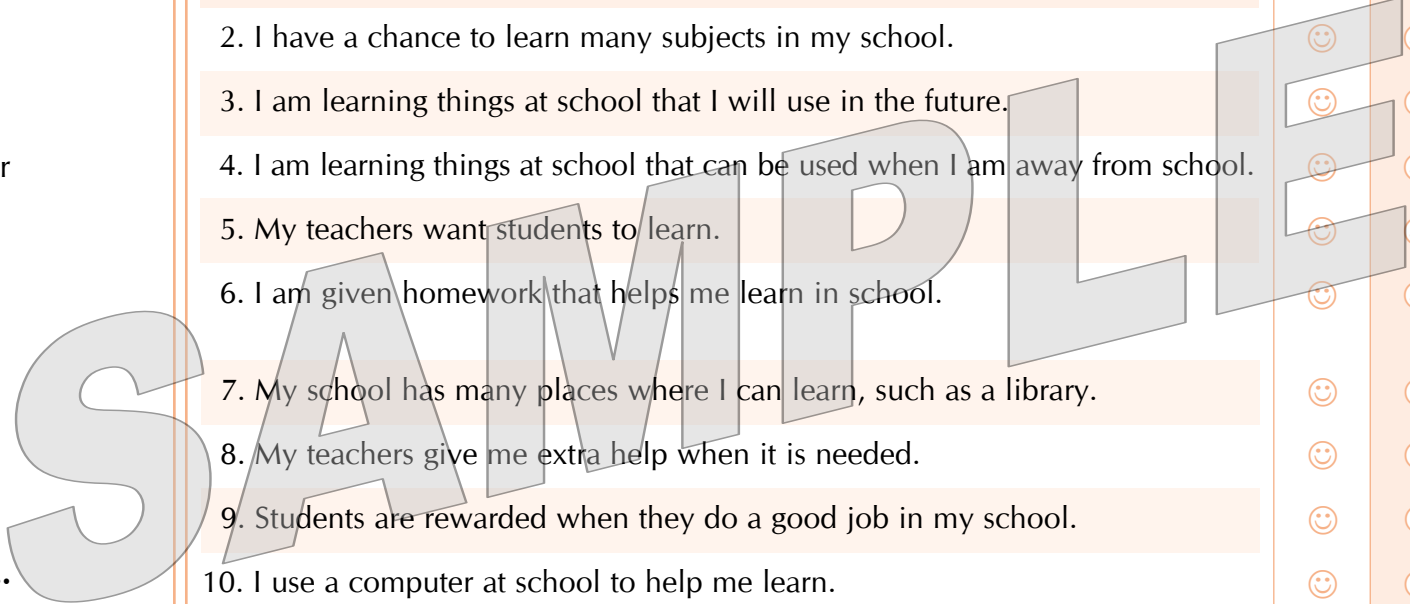 2. I have a chance to learn many subjects in my school.
3. I am learning things at school that I will use in the future.
r
4. I am learning things at school that can be used when I am away from school.
5. My teachers want students to learn.
6. I am given homework that helps me learn in school.
7. My school has many places where I can learn, such as a library.
8. My teachers give me extra help when it is needed.
9. Students are rewarded when they do a good job in my school.
10. I use a computer at school to help me learn.
SAMPLE